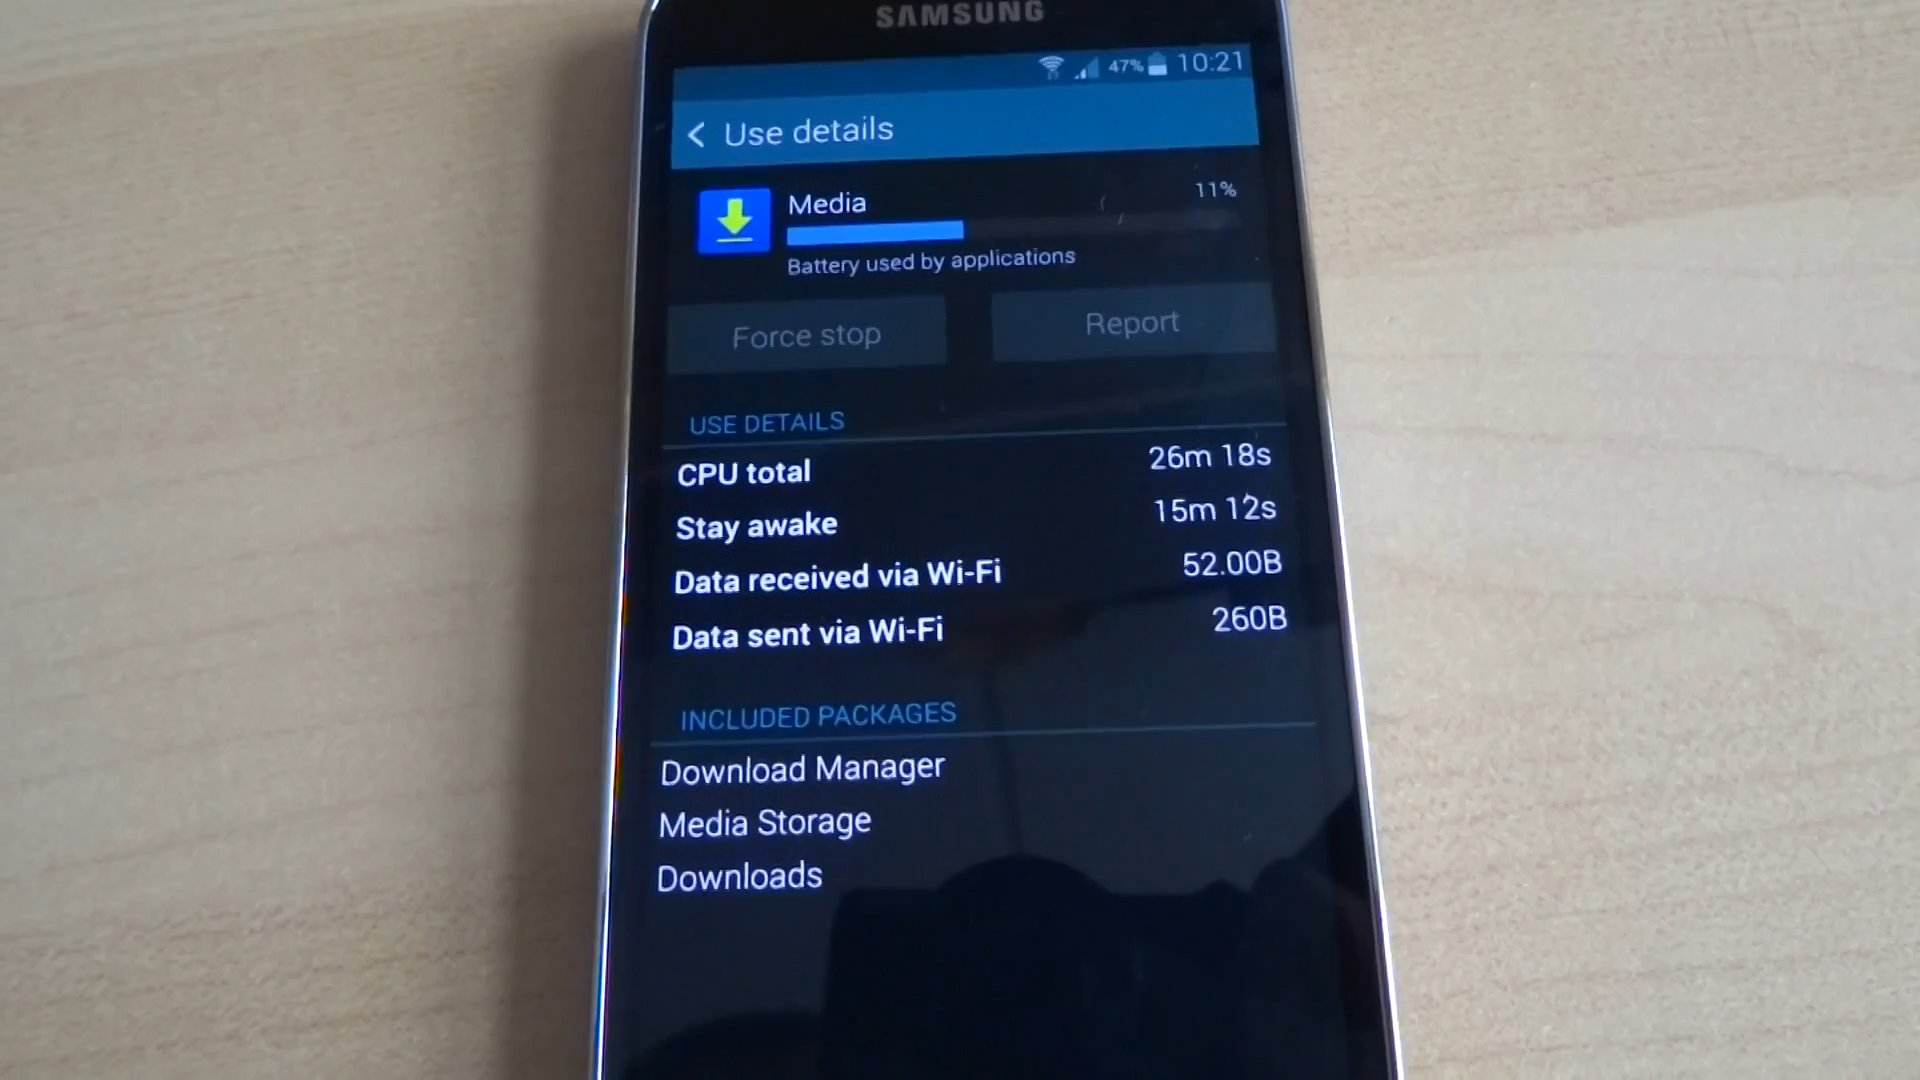 SAMSUNG
47% 10:21
Use details
Media 11%
Battery used by applications
Force stop Report
USE DETAILS
CPU total 26m 18s
Stay awake 15m 12s
Data received via Wi-Fi 52.00B
Data sent via Wi-Fi 260B
INCLUDED PACKAGES
Download Manager
Media Storage
Downloads